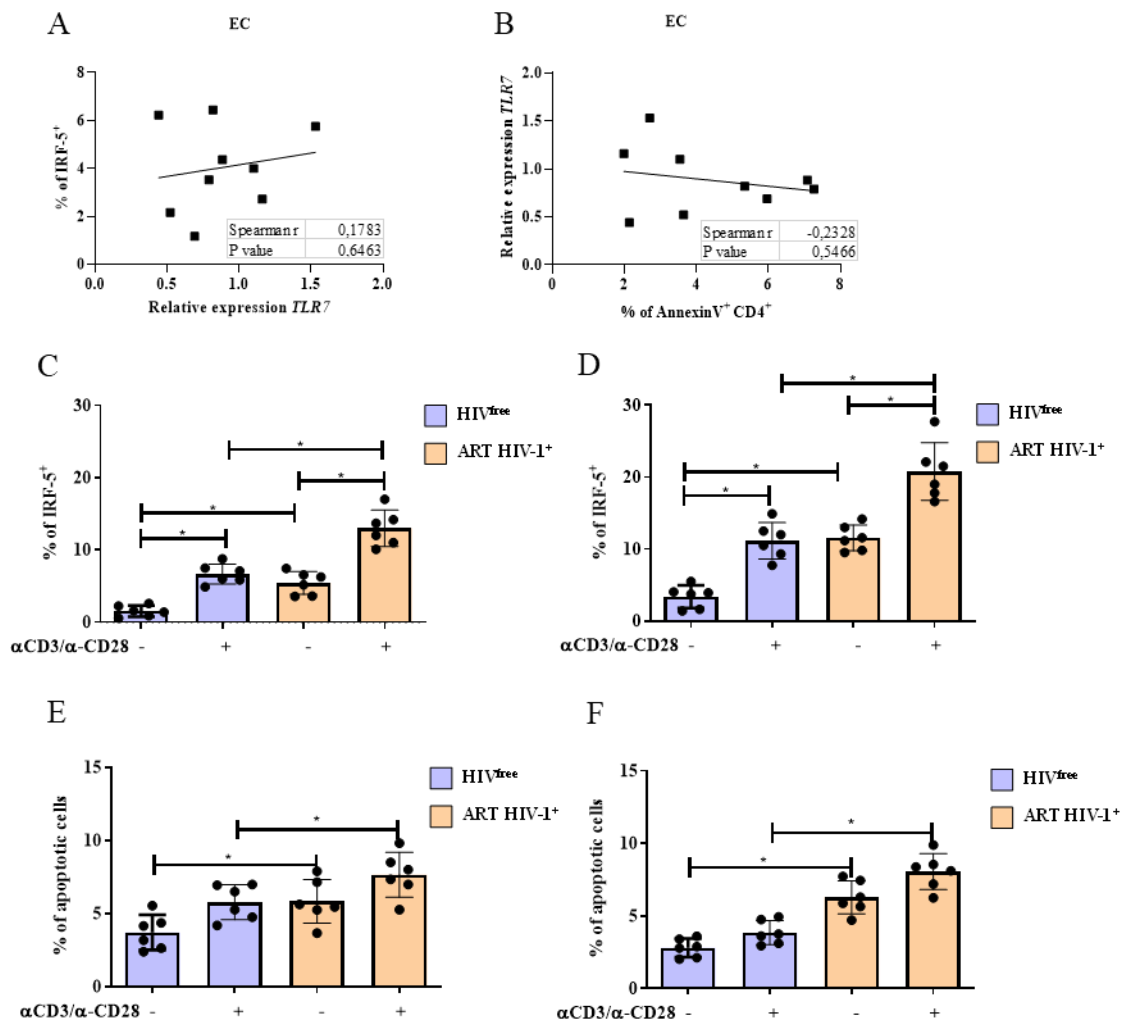 A
EC
% of IRF-5+
8
6
4
2
0
Spearman r 0,1783
P value 0,6463
0.0 0.5 1.0 1.5 2.0
Relative expression TLR7
B
EC
Relative expression TLR7
2.0
1.5
1.0
0.5
0.0
Spearman r -0,2328
P value 0,5466
0 2 4 6 8
% of AnnexinV+ CD4+
C
% of IRF-5+
30
20
10
0
* * * *
HIVfree
ART HIV-1+
αCD3/α-CD28 - + - +
D
% of IRF-5+
30
20
10
0
* * * *
HIVfree
ART HIV-1+
αCD3/α-CD28 - + - +
E
% of apoptotic cells
15
10
5
0
* *
HIVfree
ART HIV-1+
αCD3/α-CD28 - + - +
F
% of apoptotic cells
15
10
5
0
* *
HIVfree
ART HIV-1+
αCD3/α-CD28 - + - +